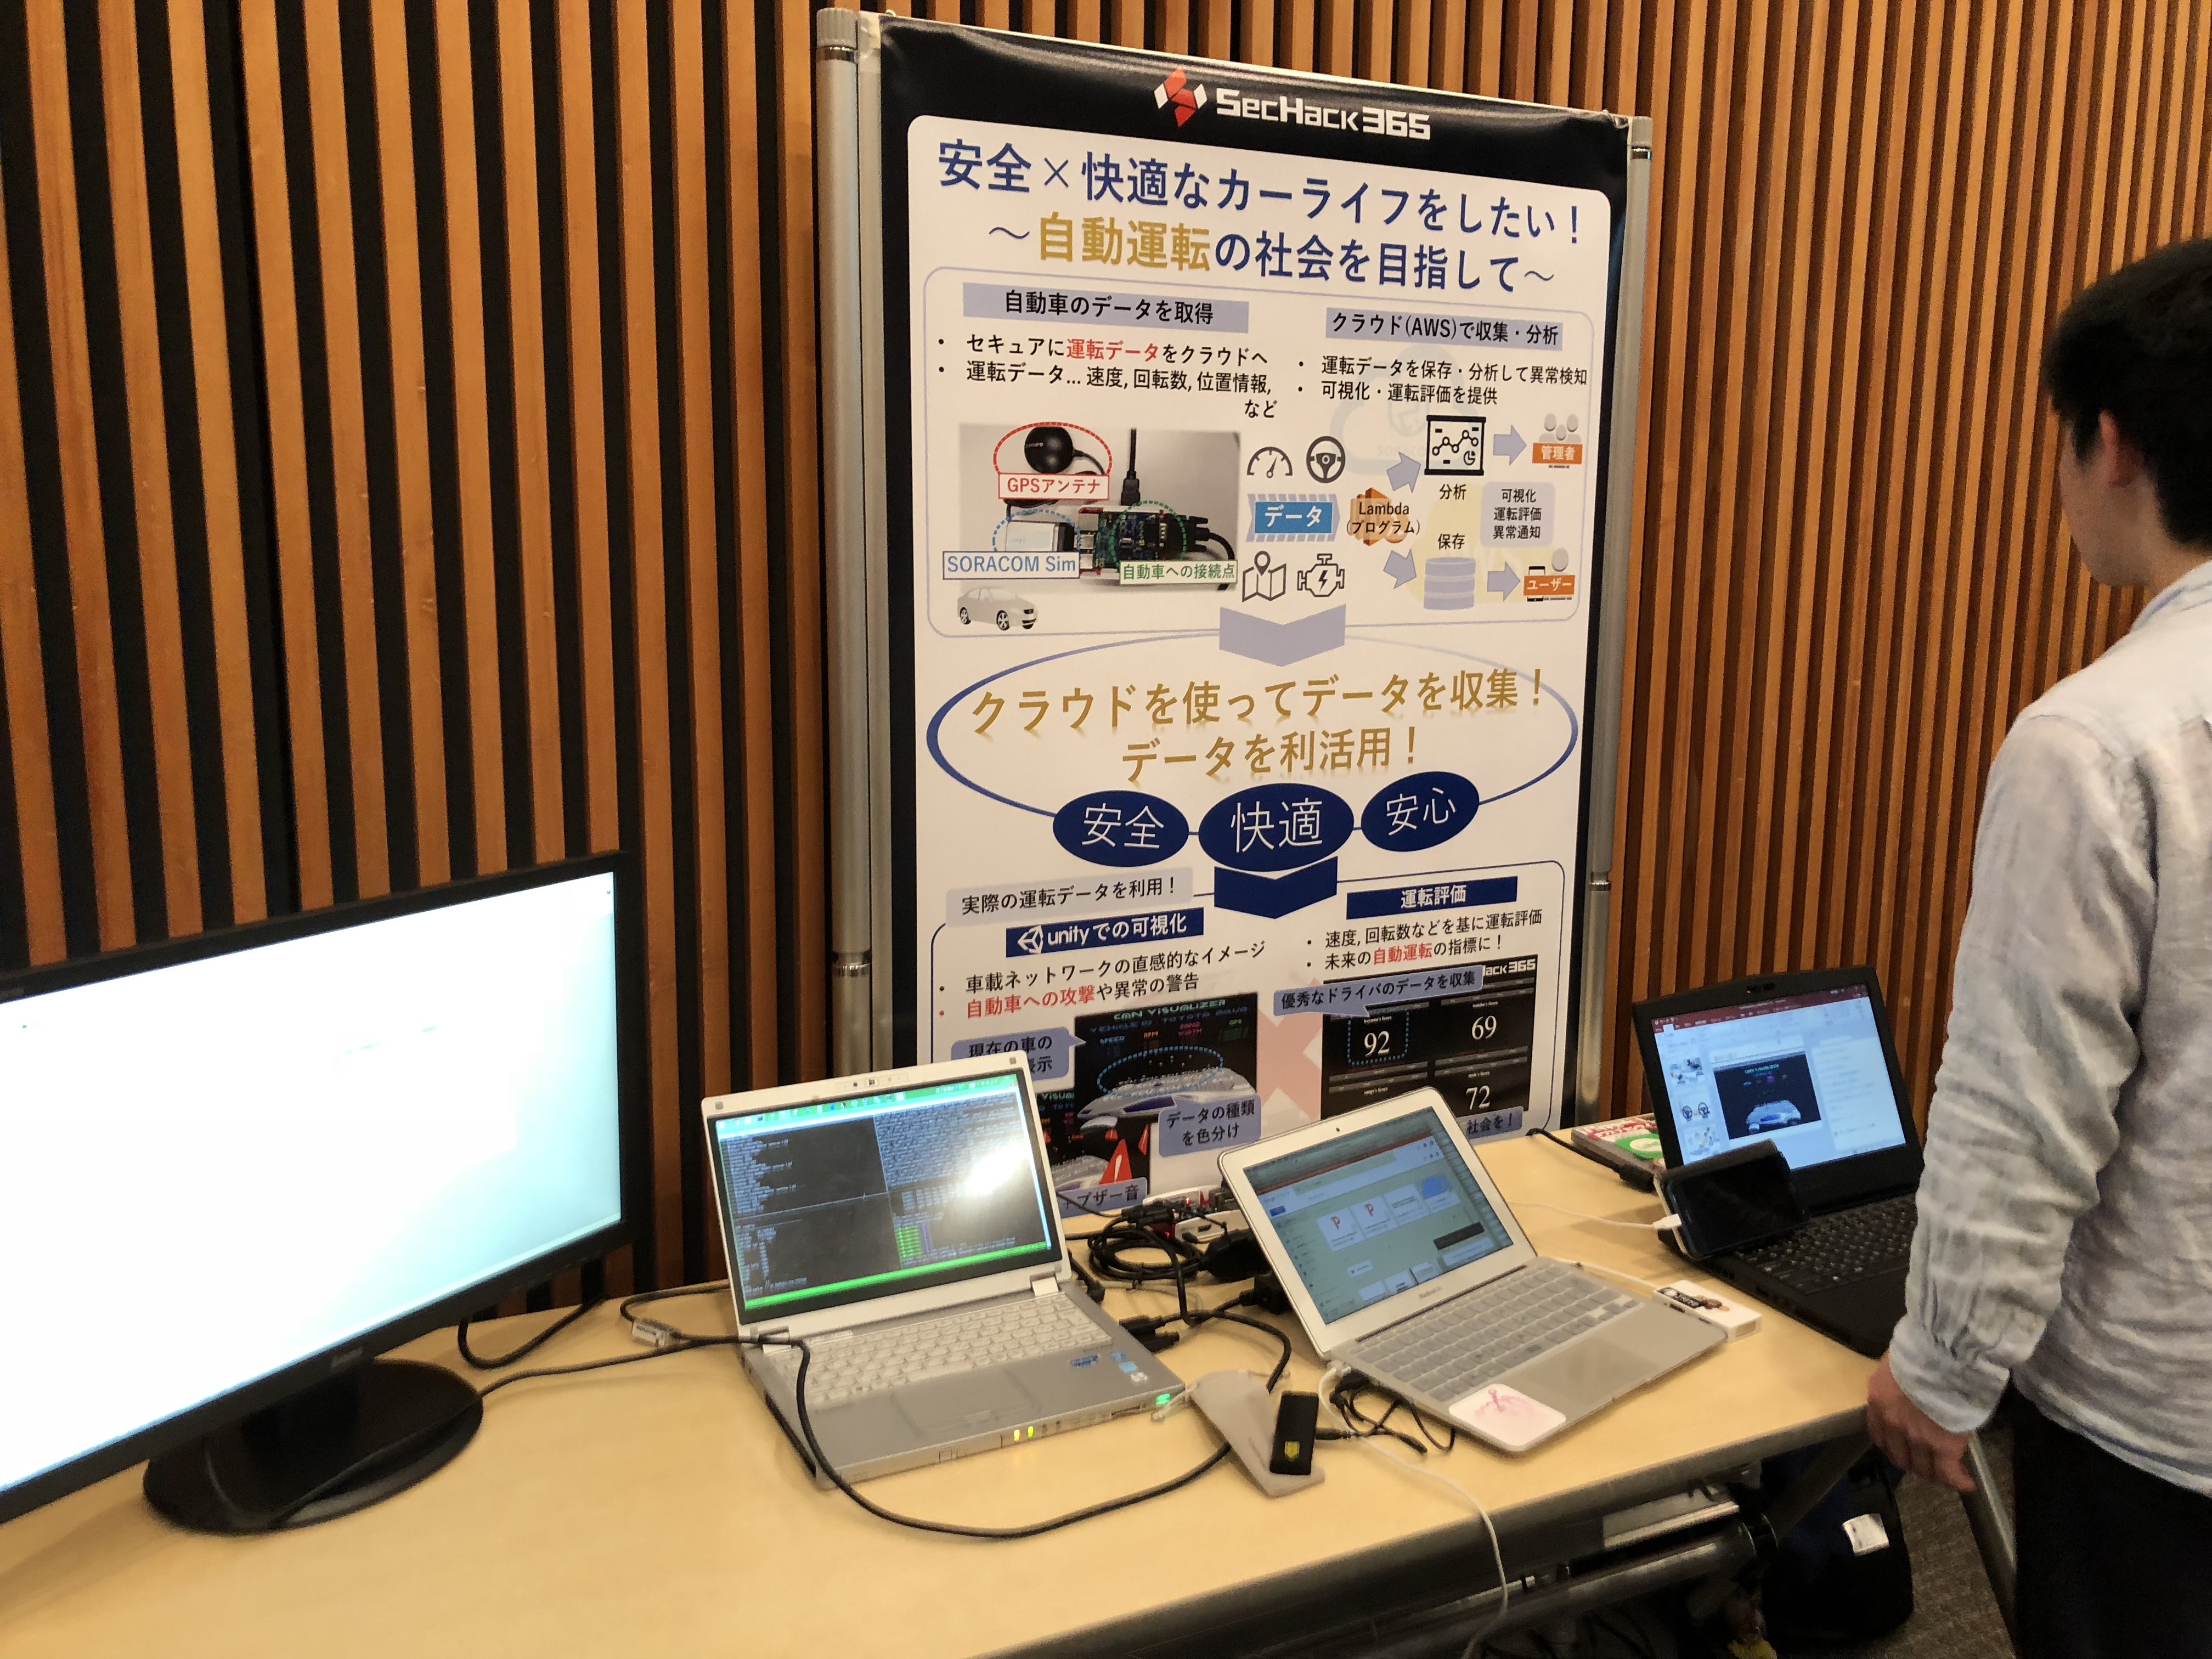 SecHack365
安全×快適なカーライフをしたい！
～自動運転の社会を目指して～
自動車のデータを取得
・ セキュアに運転データをクラウドへ
・ 運転データ... 速度, 回転数, 位置情報,
など
GPSアンテナ
SORACOM Sim
自動車への接続点
クラウド(AWS)で収集・分析
・ 運転データを保存・分析して異常検知
・ 可視化・運転評価を提供
データ
Lambda
(プログラム)
分析
保存
管理者
可視化
運転評価
異常通知
ユーザー
クラウドを使ってデータを収集！
データを利活用！
安全
快適
安心
実際の運転データを利用！
unityでの可視化
・ 車載ネットワークの直感的なイメージ
・ 自動車への攻撃や異常の警告
現在の車の
表示
CAN VISUALIZER
データの種類
を色分け
ブザー音
運転評価
・ 速度, 回転数などを基に運転評価
・ 未来の自動運転の指標に！
優秀なドライバのデータを収集
Hack365
92
69
72
社会を！